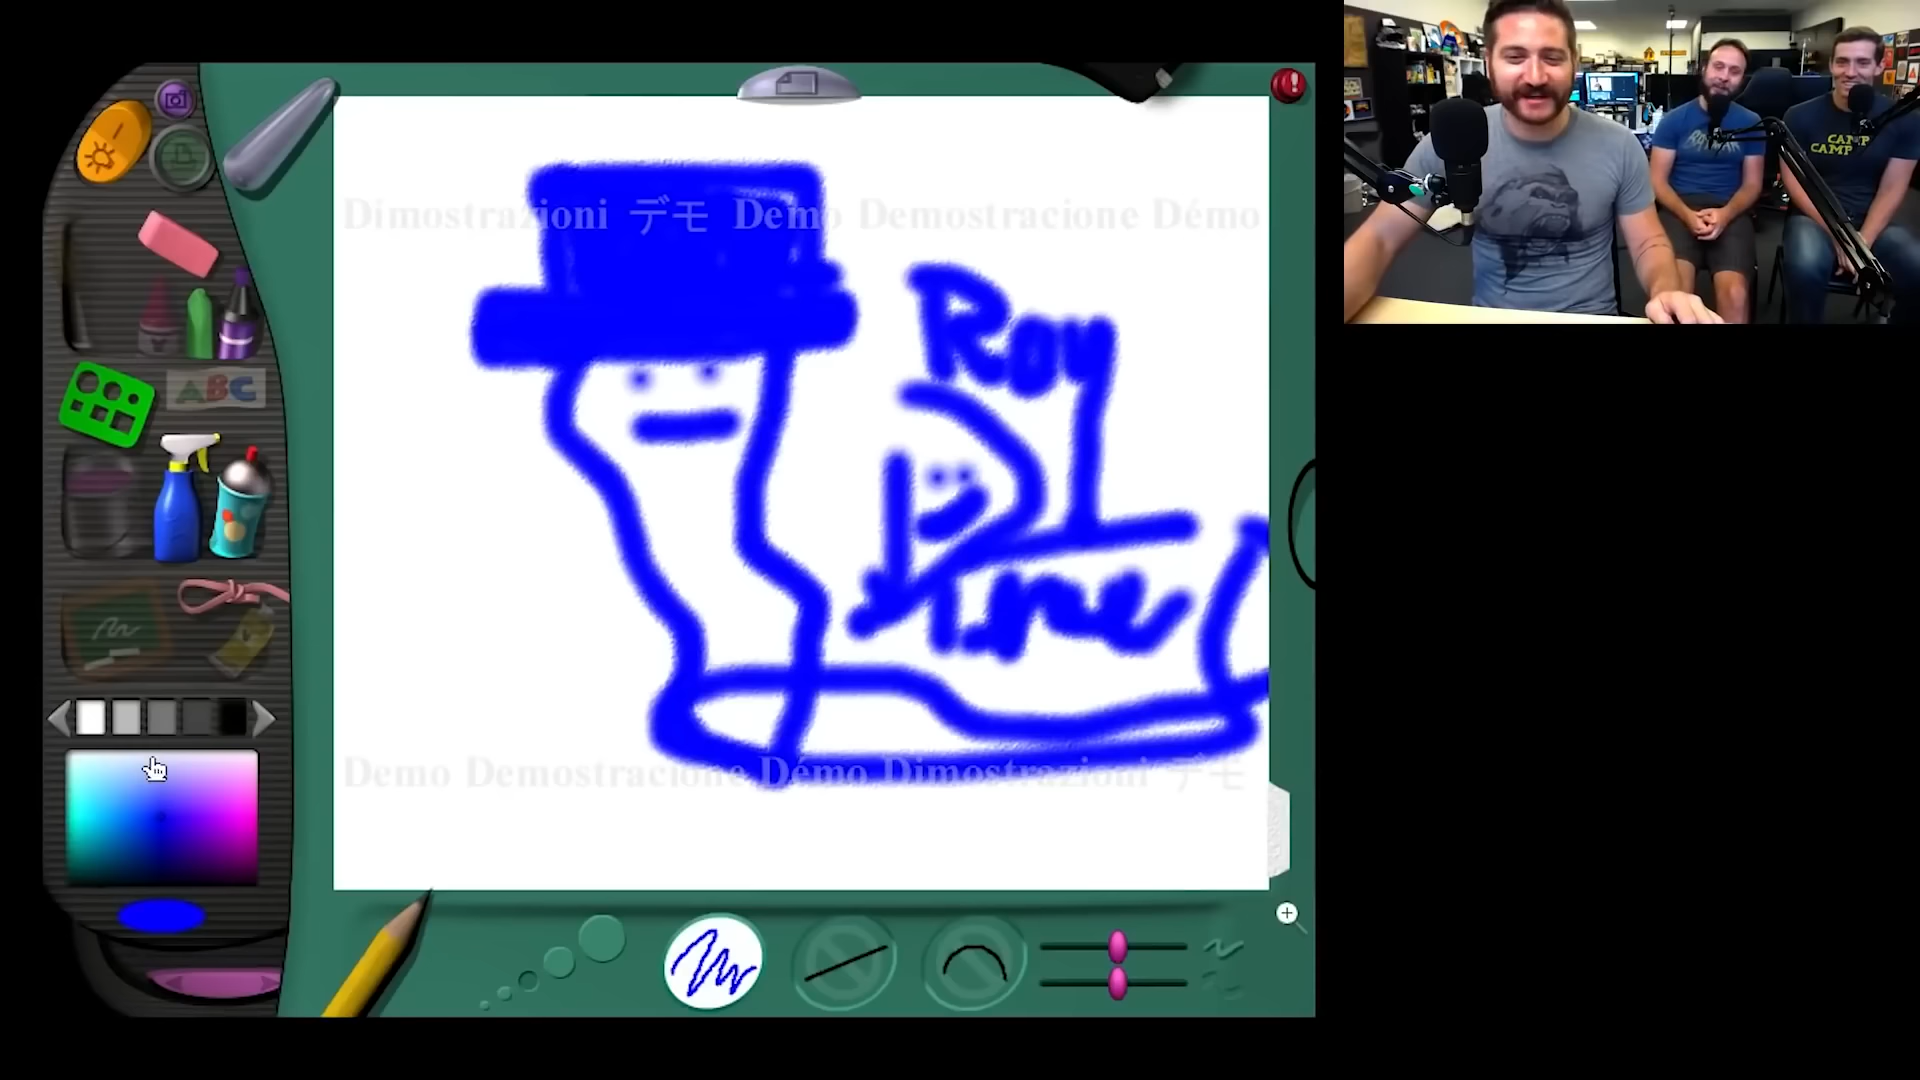 Dimostrazioni デモ Demo Demostracione Démo
Roy
Demo Demostracione Démo Dimostrazioni デモ
ABC
CAMP
CAMP